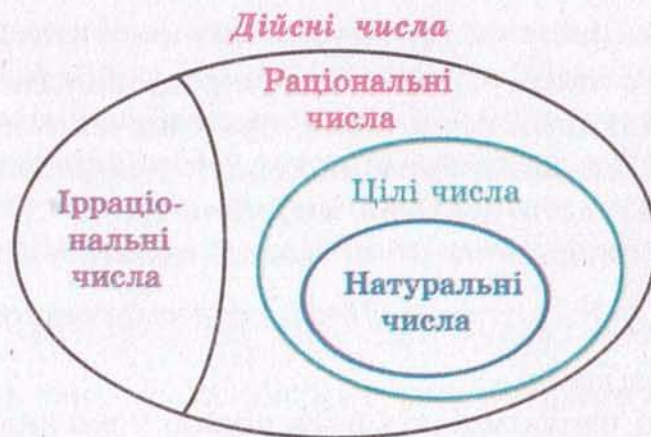 Дійсні числа
Раціональні
числа
Ірраціо-
нальні
числа
Цілі числа
Натуральні
числа